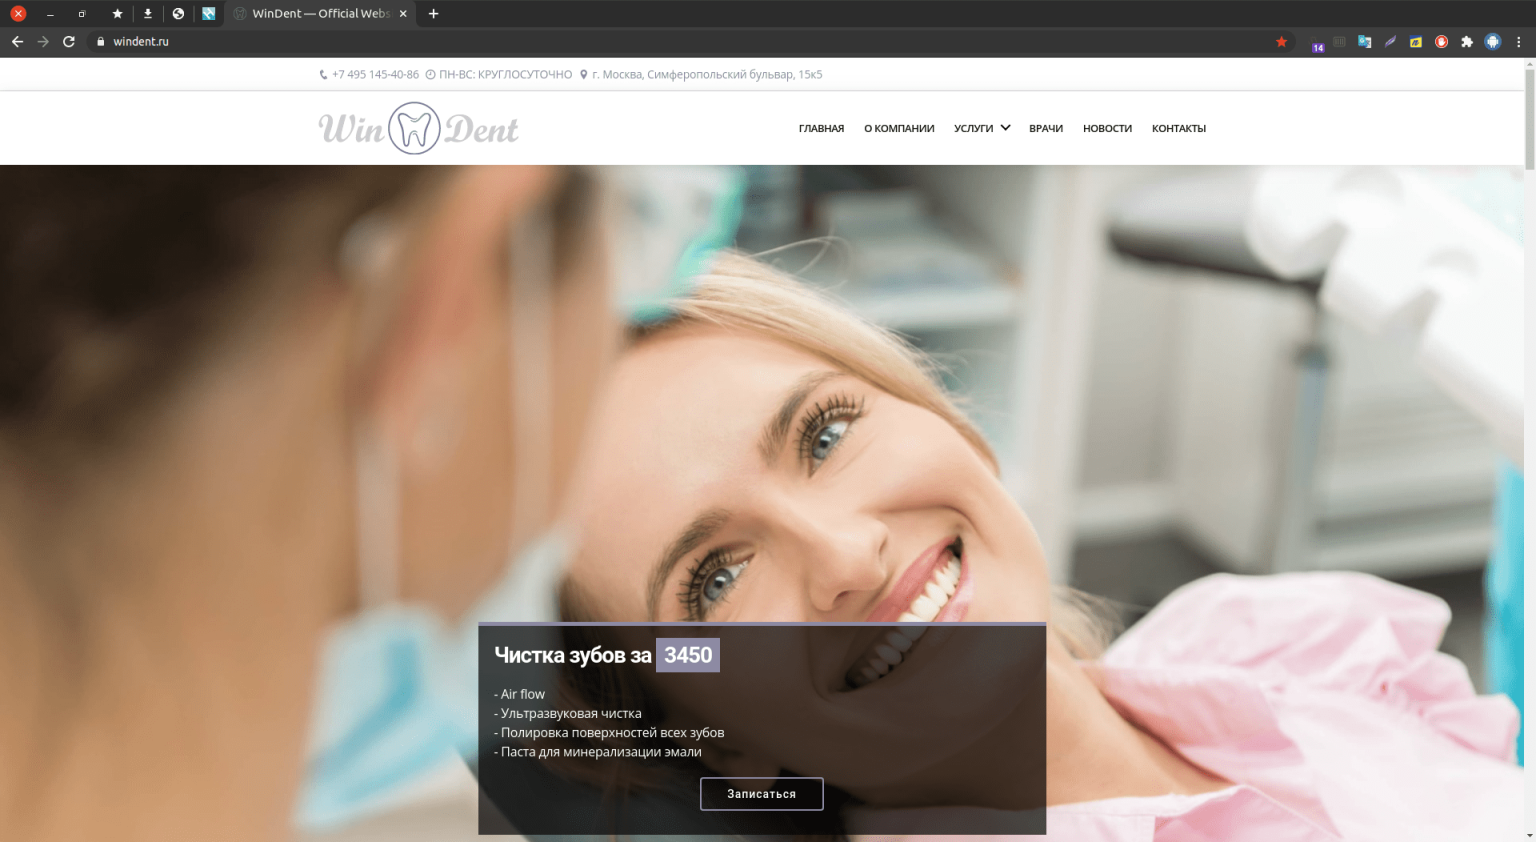 WinDent — Official Webs
windent.ru
14
+7 495 145-40-86 ПН-ВС: КРУГЛОСУТОЧНО г. Москва, Симферопольский бульвар, 15к5
Win Dent
ГЛАВНАЯ О КОМПАНИИ УСЛУГИ ВРАЧИ НОВОСТИ КОНТАКТЫ
Чистка зубов за 3450
- Air flow
- Ультразвуковая чистка
- Полировка поверхностей всех зубов
- Паста для минерализации эмали
Записаться